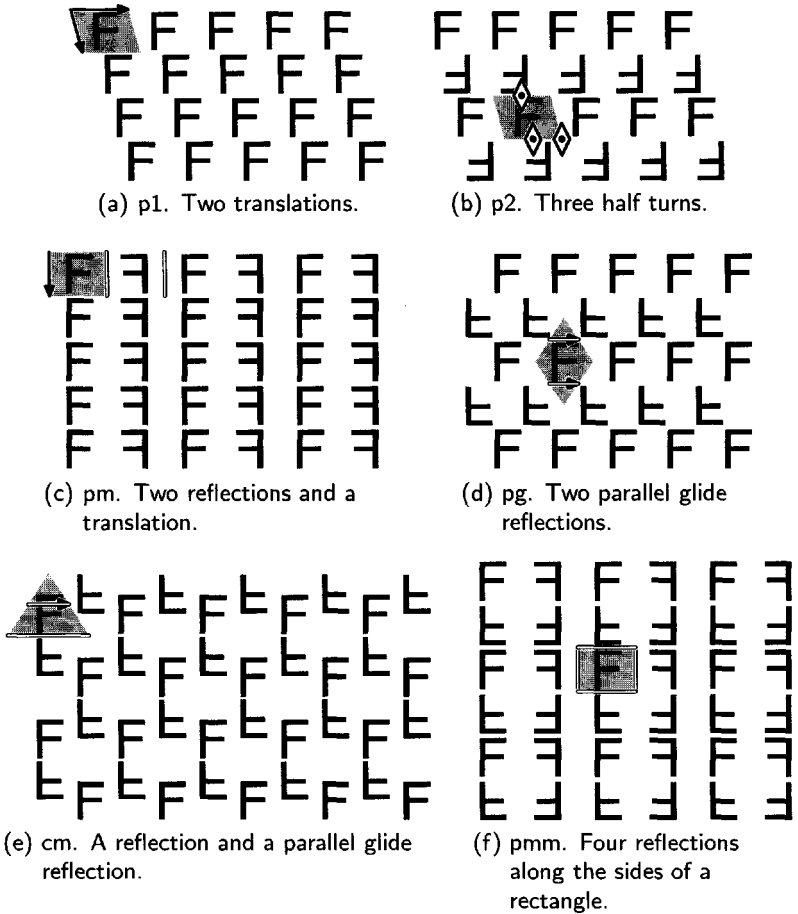 (a) p1. Two translations.
(b) p2. Three half turns.
(c) pm. Two reflections and a
translation.
(d) pg. Two parallel glide
reflections.
(e) cm. A reflection and a parallel glide
reflection.
(f) pmm. Four reflections
along the sides of a
rectangle.